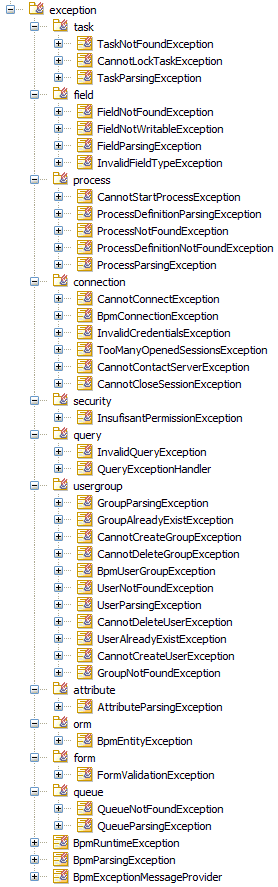 exception
task
TaskNotFoundException
CannotLockTaskException
TaskParsingException
field
FieldNotFoundException
FieldNotWritableException
FieldParsingException
InvalidFieldTypeException
process
CannotStartProcessException
ProcessDefinitionParsingException
ProcessNotFoundException
ProcessDefinitionNotFoundException
ProcessParsingException
connection
CannotConnectException
BpmConnectionException
InvalidCredentialsException
TooManyOpenedSessionsException
CannotContactServerException
CannotCloseSessionException
security
InsufisantPermissionException
query
InvalidQueryException
QueryExceptionHandler
usergroup
GroupParsingException
GroupAlreadyExistException
CannotCreateGroupException
CannotDeleteGroupException
BpmUserGroupException
UserNotFoundException
UserParsingException
CannotDeleteUserException
UserAlreadyExistException
CannotCreateUserException
GroupNotFoundException
attribute
AttributeParsingException
orm
BpmEntityException
form
FormValidationException
queue
QueueNotFoundException
QueueParsingException
BpmRuntimeException
BpmParsingException
BpmExceptionMessageProvider